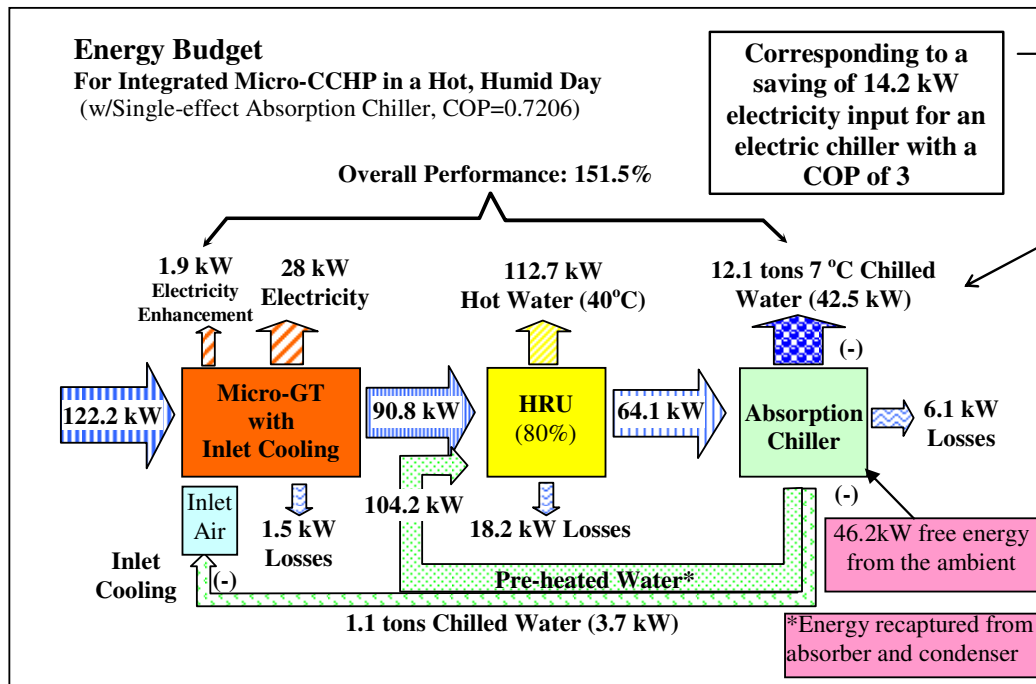 Energy Budget
For Integrated Micro-CCHP in a Hot, Humid Day
(w/Single-effect Absorption Chiller, COP=0.7206)
Corresponding to a
saving of 14.2 kW
electricity input for an
electric chiller with a
COP of 3
Overall Performance: 151.5%
1.9 kW
Electricity
Enhancement
28 kW
Electricity
112.7 kW
Hot Water (40°C)
12.1 tons 7 °C Chilled
Water (42.5 kW)
(-)
122.2 kW
Micro-GT
with
Inlet Cooling
90.8 kW
HRU
(80%)
64.1 kW
Absorption
Chiller
6.1 kW
Losses
Inlet
Air
1.5 kW
Losses
104.2 kW
18.2 kW Losses
(-)
46.2kW free energy
from the ambient
Inlet
Cooling
(-)
Pre-heated Water*
1.1 tons Chilled Water (3.7 kW)
*Energy recaptured from
absorber and condenser